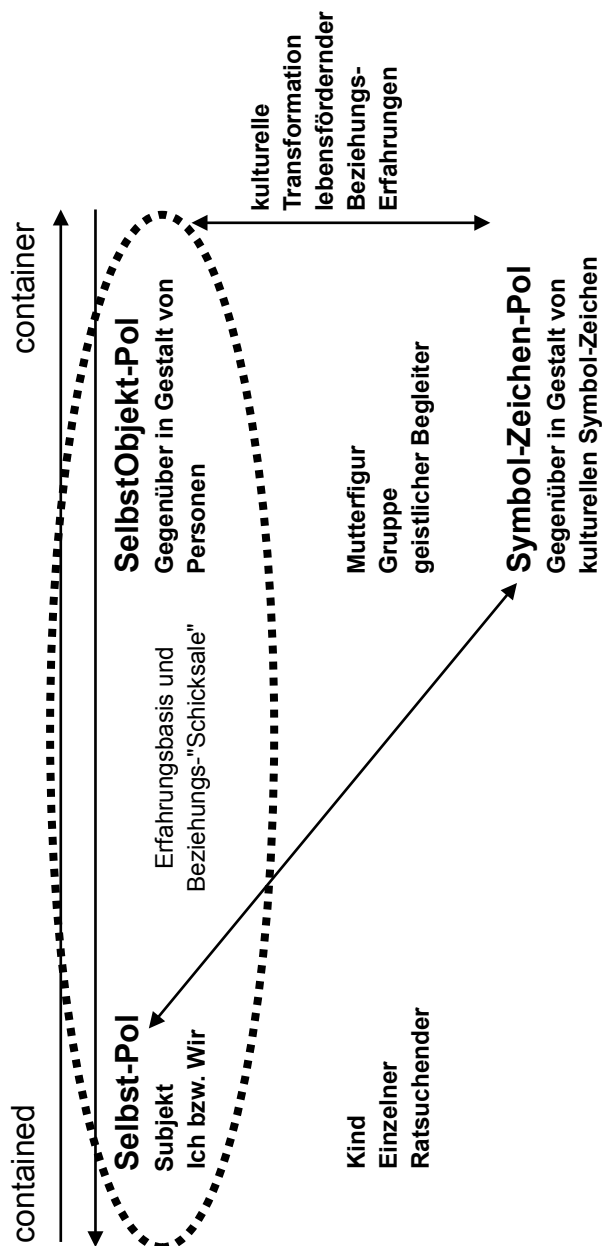 contained
container
Selbst-Pol
Subjekt
Ich bzw. Wir
Erfahrungsbasis und
Beziehungs-"Schicksale"
SelbstObjekt-Pol
Gegenüber in Gestalt von
Personen
kulturelle
Transformation
lebensfördernder
Beziehungs-
Erfahrungen
Kind
Einzelner
Ratsuchender
Mutterfigur
Gruppe
geistlicher Begleiter
Symbol-Zeichen-Pol
Gegenüber in Gestalt von
kulturellen Symbol-Zeichen